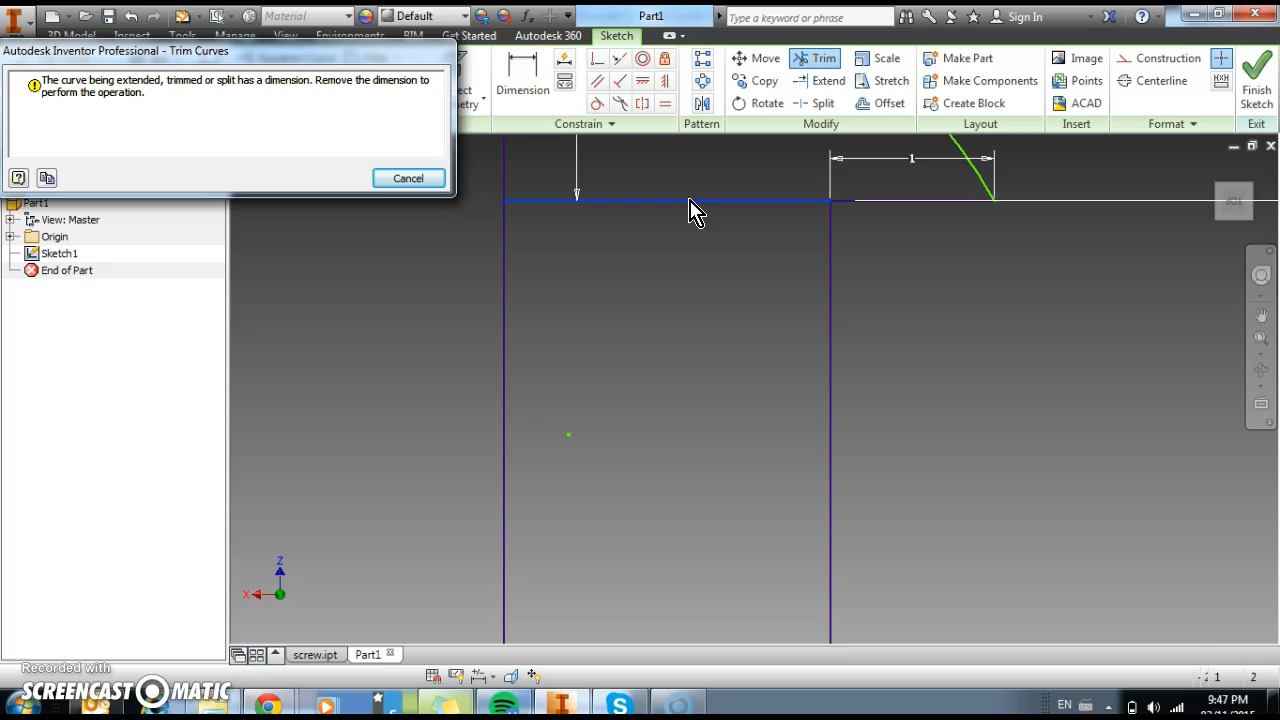 Material
Default
Part1
Type a keyword or phrase
Sign In
3D Model Inspect Tools Manage View Environments BIM Get Started Autodesk 360 Sketch
Autodesk Inventor Professional - Trim Curves
The curve being extended, trimmed or split has a dimension. Remove the dimension to
perform the operation.
Cancel
Dimension
Constrain
Pattern
Move Trim Scale
Copy Extend Stretch
Rotate Split Offset
Modify
Make Part
Make Components
Create Block
Layout
Image
Points
ACAD
Insert
Construction
Centerline
Format
Finish
Sketch
Exit
1
TOP
Part1
View: Master
Origin
Sketch1
End of Part
Z
X
screw.ipt Part1
1 2
Recorded with
SCREENCAST MATIC
EN
9:47 PM